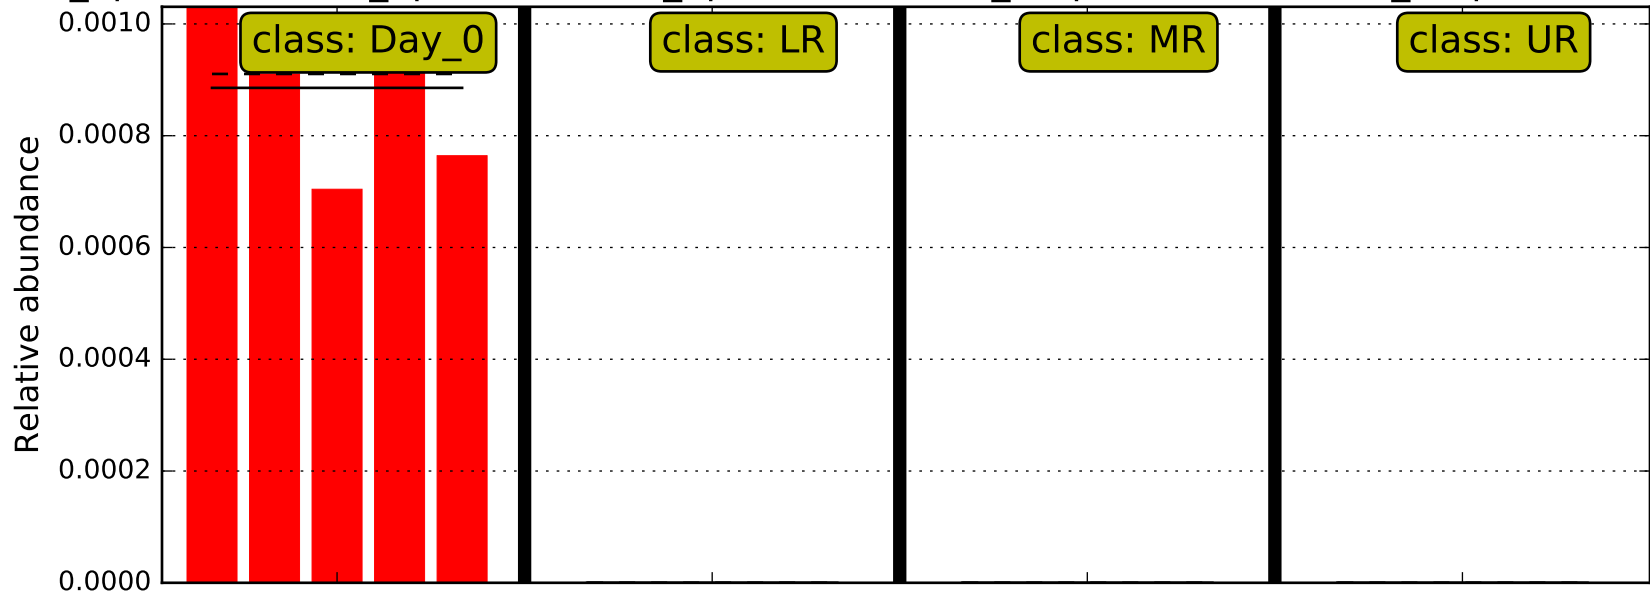 0.0010
class: Day_0
class: LR
class: MR
class: UR
0.0008
0.0006
0.0004
0.0002
0.0000
Relative abundance